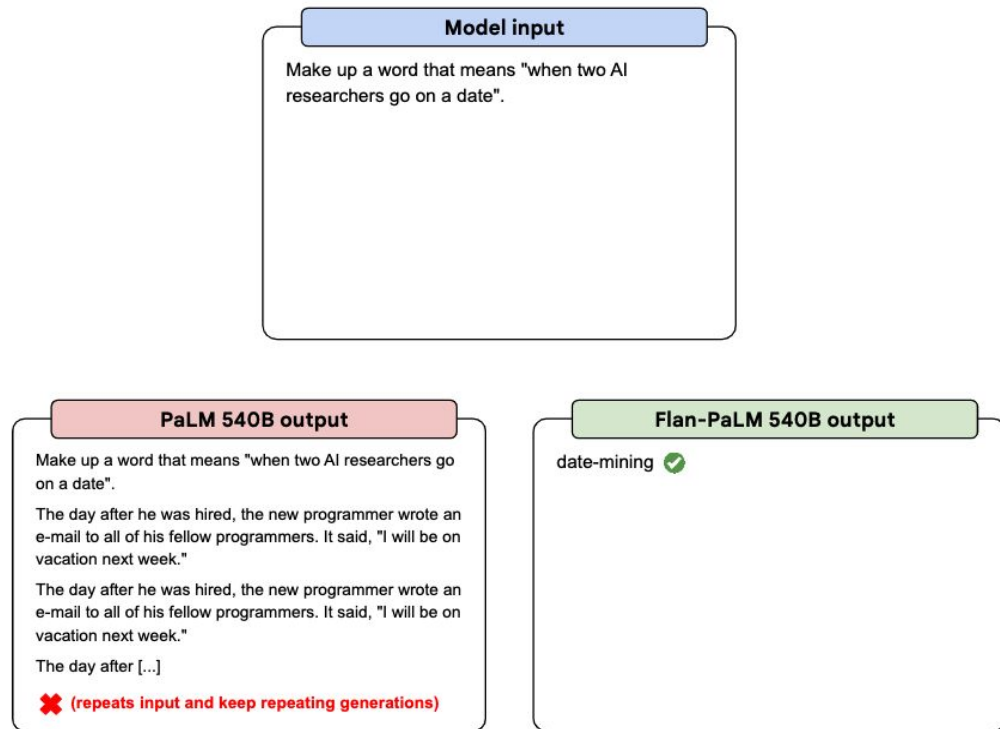 Model input
Make up a word that means "when two AI
researchers go on a date".
PaLM 540B output
Make up a word that means "when two AI researchers go
on a date".
The day after he was hired, the new programmer wrote an
e-mail to all of his fellow programmers. It said, "I will be on
vacation next week."
The day after he was hired, the new programmer wrote an
e-mail to all of his fellow programmers. It said, "I will be on
vacation next week."
The day after [...]
(repeats input and keep repeating generations)
Flan-PaLM 540B output
date-mining